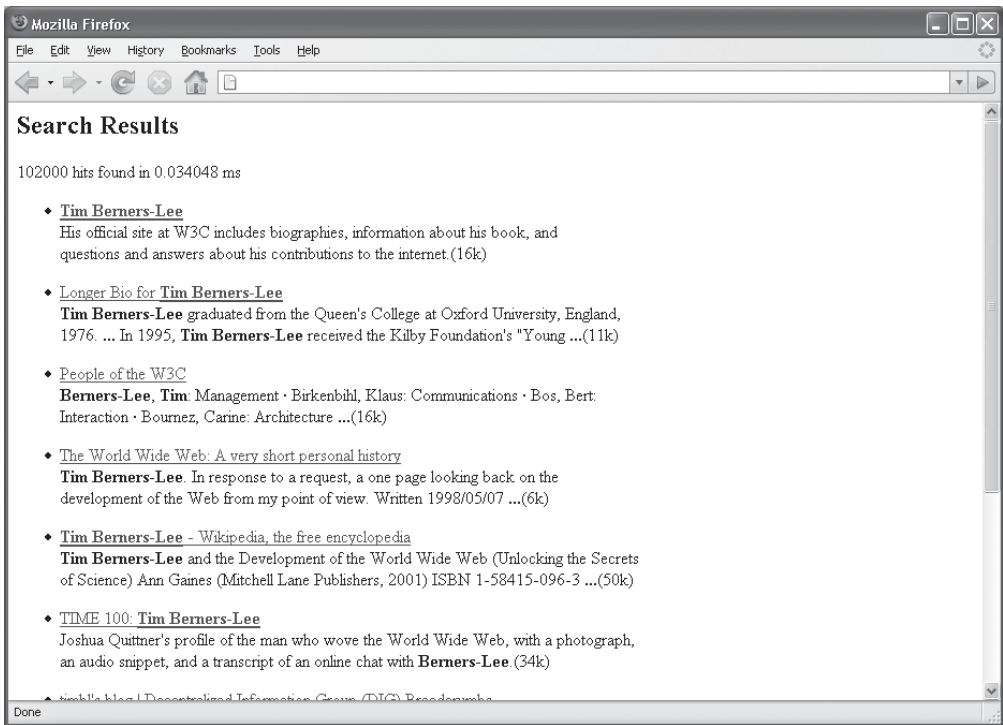 Mozilla Firefox
File Edit View History Bookmarks Tools Help
Search Results
102000 hits found in 0.034048 ms
Tim Berners-Lee
His official site at W3C includes biographies, information about his book, and
questions and answers about his contributions to the internet.(16k)
Longer Bio for Tim Berners-Lee
Tim Berners-Lee graduated from the Queen's College at Oxford University, England,
1976. ... In 1995, Tim Berners-Lee received the Kilby Foundation's "Young ...(11k)
People of the W3C
Berners-Lee, Tim: Management · Birkenbihl, Klaus: Communications · Bos, Bert:
Interaction · Bournez, Carine: Architecture ...(16k)
The World Wide Web: A very short personal history
Tim Berners-Lee. In response to a request, a one page looking back on the
development of the Web from my point of view. Written 1998/05/07 ...(6k)
Tim Berners-Lee - Wikipedia, the free encyclopedia
Tim Berners-Lee and the Development of the World Wide Web (Unlocking the Secrets
of Science) Ann Gaines (Mitchell Lane Publishers, 2001) ISBN 1-58415-096-3 ...(50k)
TIME 100: Tim Berners-Lee
Joshua Quittner's profile of the man who wove the World Wide Web, with a photograph,
an audio snippet, and a transcript of an online chat with Berners-Lee.(34k)
timbl's blog | Decentralized Information Group (DIG) Breadcrumbs
Done